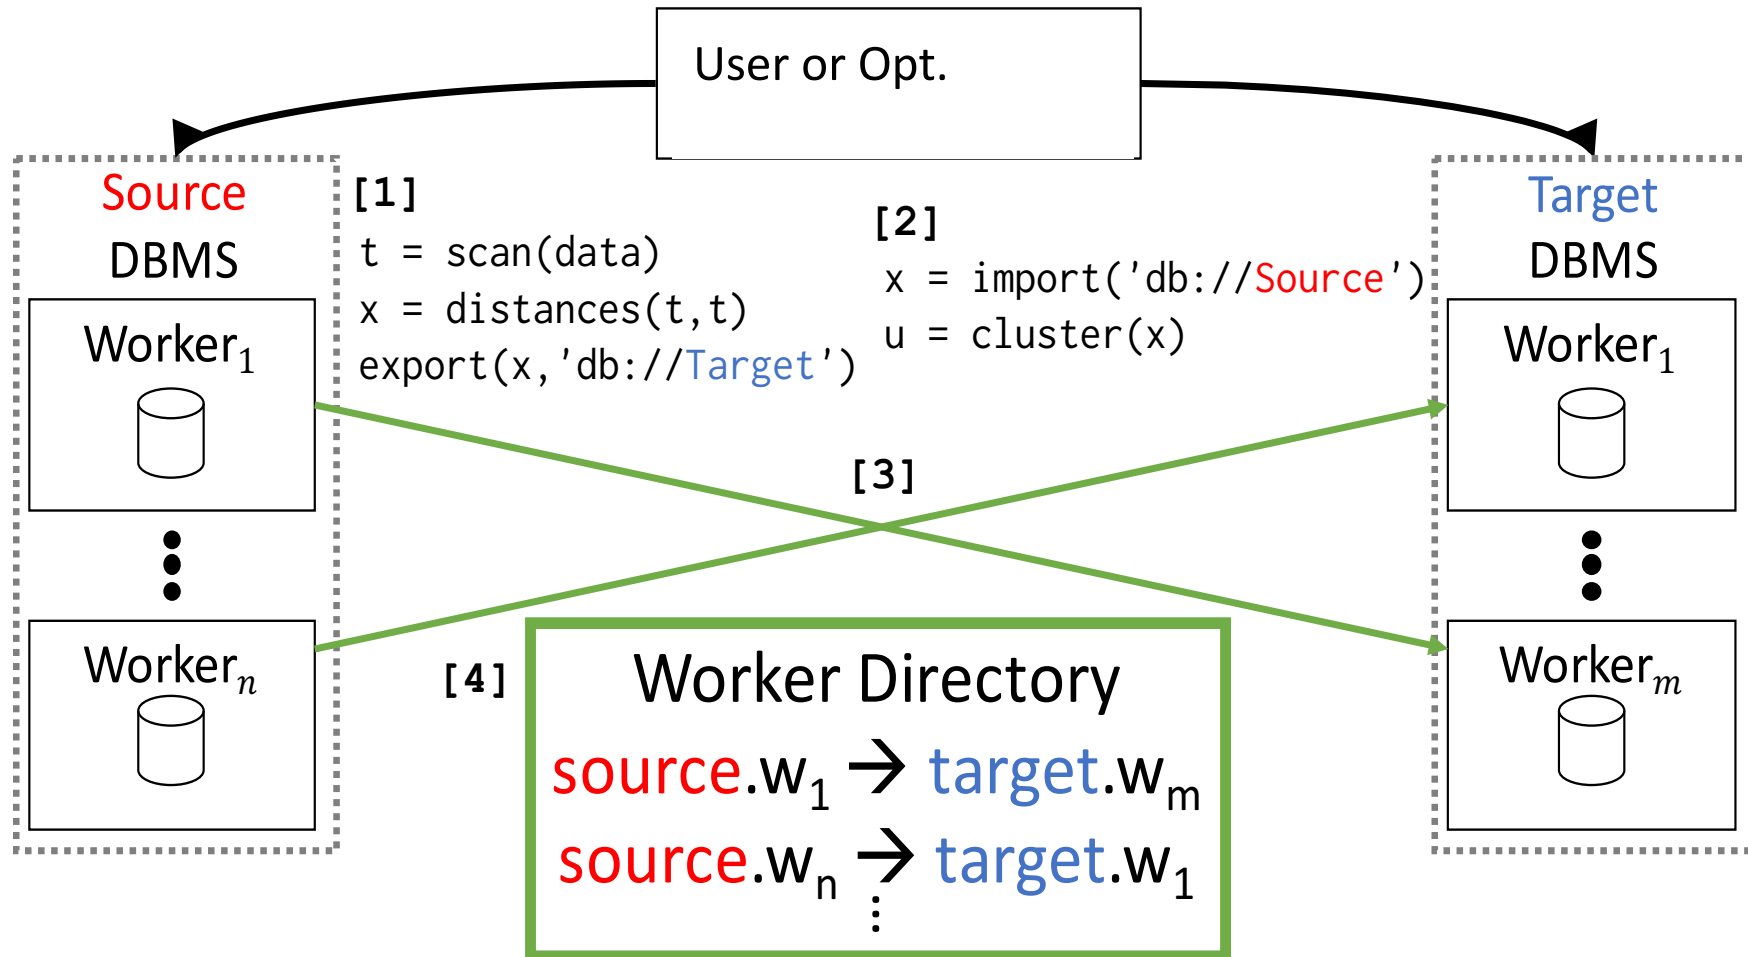 User or Opt.
Source
DBMS
Worker1
Workern
[1]
t = scan(data)
x = distances(t,t)
export(x,'db://Target')
[2]
x = import('db://Source')
u = cluster(x)
Target
DBMS
Worker1
Workerm
[3]
[4]
Worker Directory
source.w1 → target.wm
source.wn → target.w1
⋮